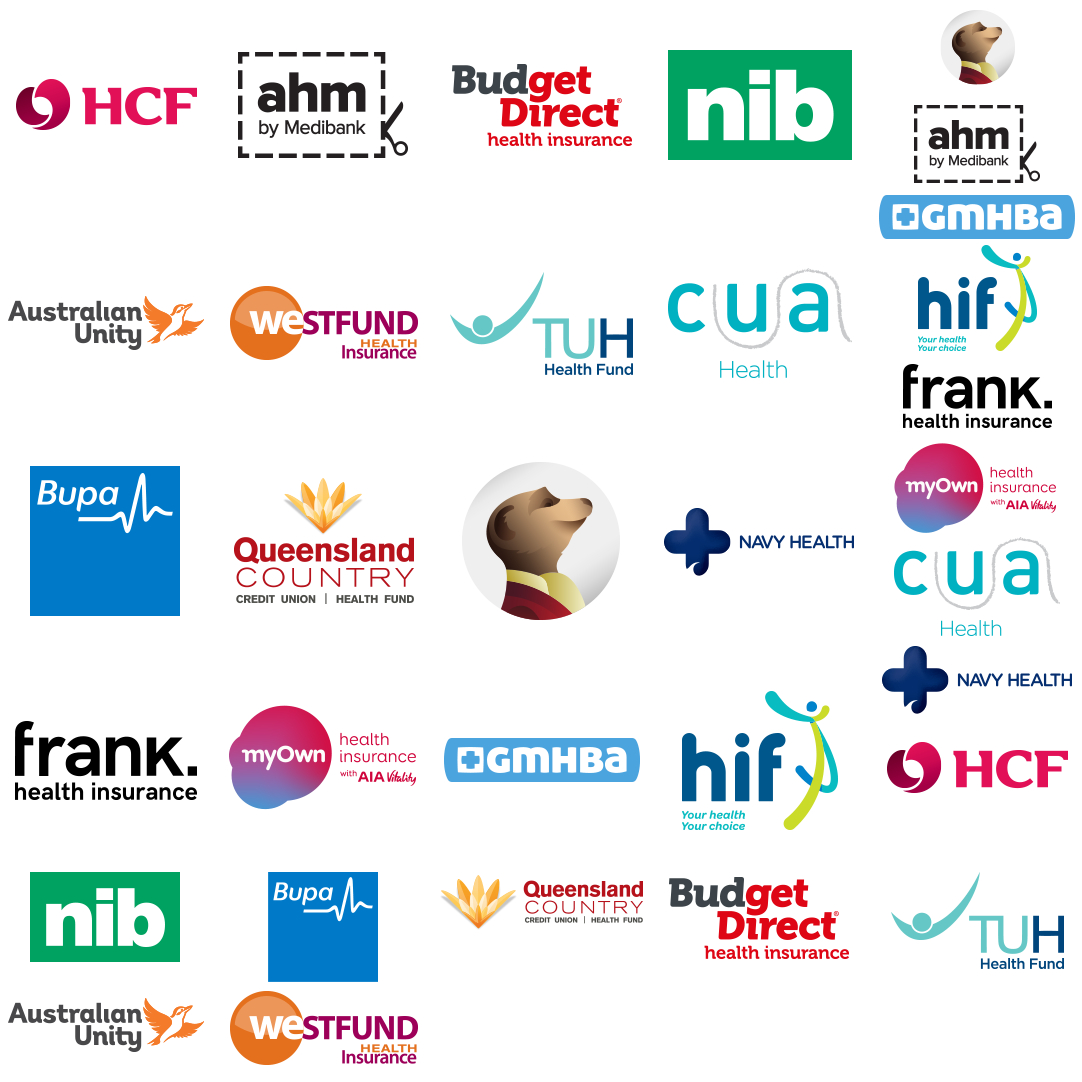 HCF
ahm
by Medibank
Budget
Direct®
health insurance
nib
ahm
by Medibank
GMHBa
Australian
Unity
weSTFUND
HEALTH
Insurance
TUH
Health Fund
cua
Health
hif
Your health
Your choice
frank.
health insurance
Bupa
Queensland
COUNTRY
CREDIT UNION | HEALTH FUND
NAVY HEALTH
myOwn
health
insurance
with AIA Vitality
cua
Health
NAVY HEALTH
frank.
health insurance
myOwn
health
insurance
with AIA Vitality
GMHBa
hif
Your health
Your choice
HCF
nib
Bupa
Queensland
COUNTRY
CREDIT UNION | HEALTH FUND
Budget
Direct®
health insurance
TUH
Health Fund
Australian
Unity
weSTFUND
HEALTH
Insurance